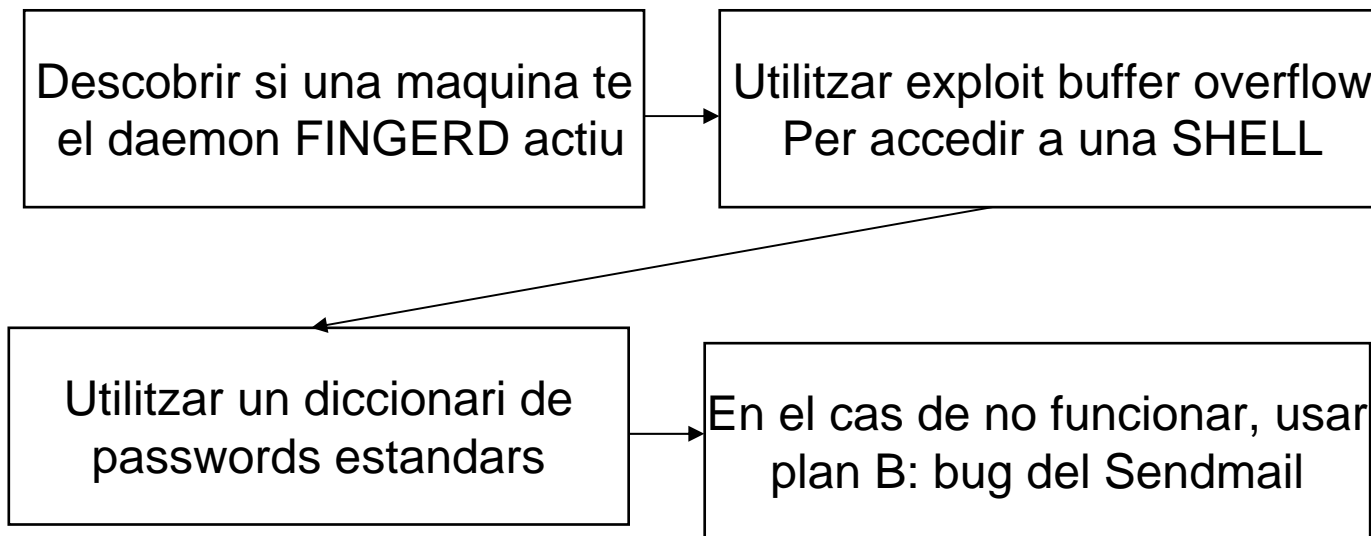 Descobrir si una maquina te
el daemon FINGERD actiu
Utilitzar exploit buffer overflow
Per accedir a una SHELL
Utilitzar un diccionari de
passwords estandars
En el cas de no funcionar, usar
plan B: bug del Sendmail